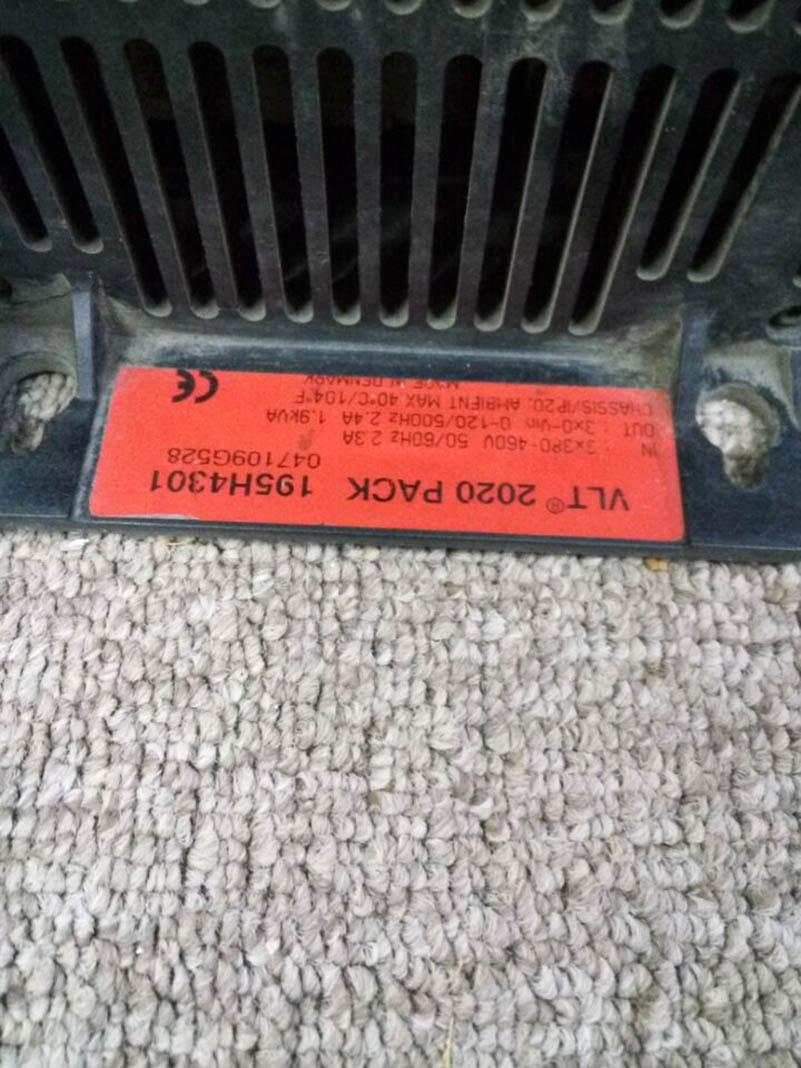 VLT® 2020 PACK 195H4301
047109G528
IN : 3x380-460V 50/60Hz 2.3A
OUT : 3x0-Vin 0-120/500Hz 2.4A 1.9kVA
CHASSIS/IP20, AMBIENT MAX 40°C/104°F
MADE IN DENMARK
CE